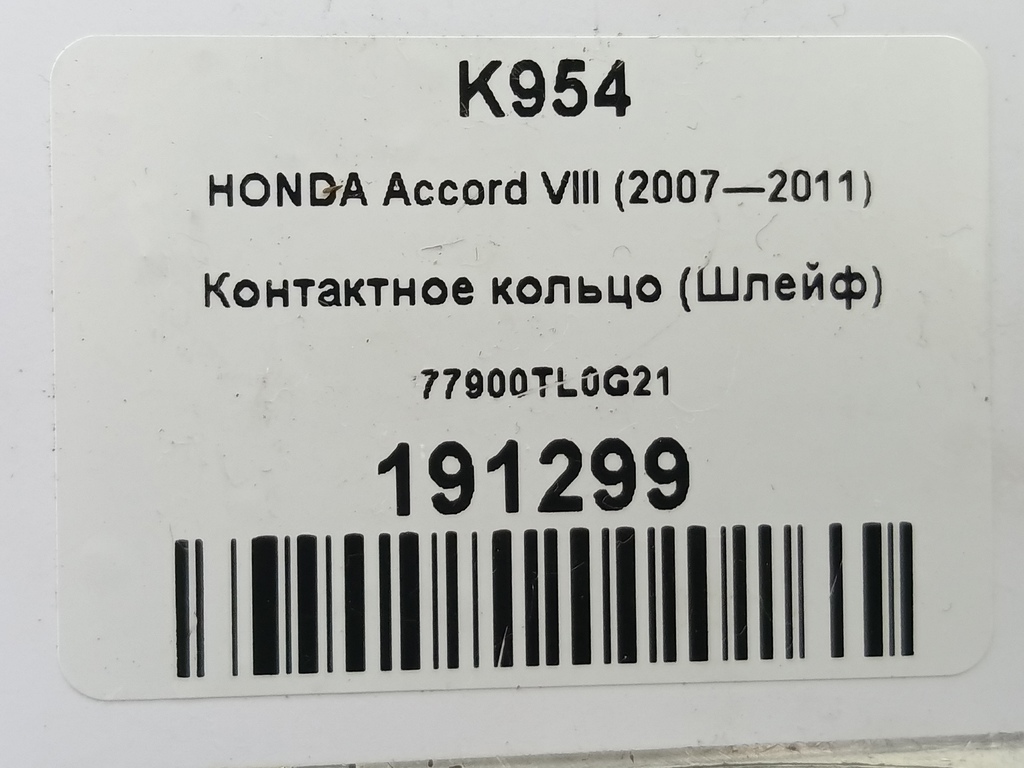 K954
HONDA Accord VIII (2007—2011)
Контактное кольцо (Шлейф)
77900TL0G21
191299